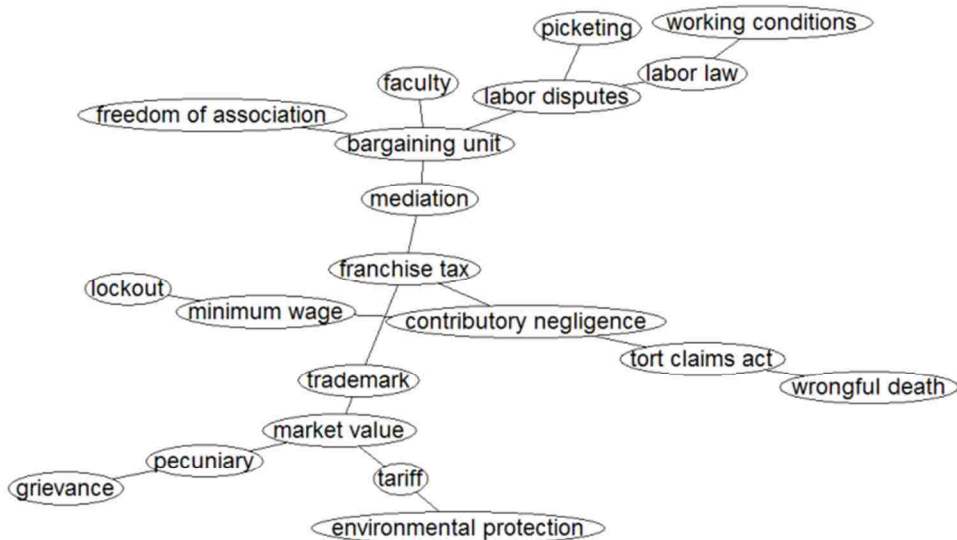 working conditions
picketing
labor law
faculty
labor disputes
freedom of association
bargaining unit
mediation
franchise tax
lockout
minimum wage
contributory negligence
tort claims act
trademark
wrongful death
market value
pecuniary
tariff
grievance
environmental protection